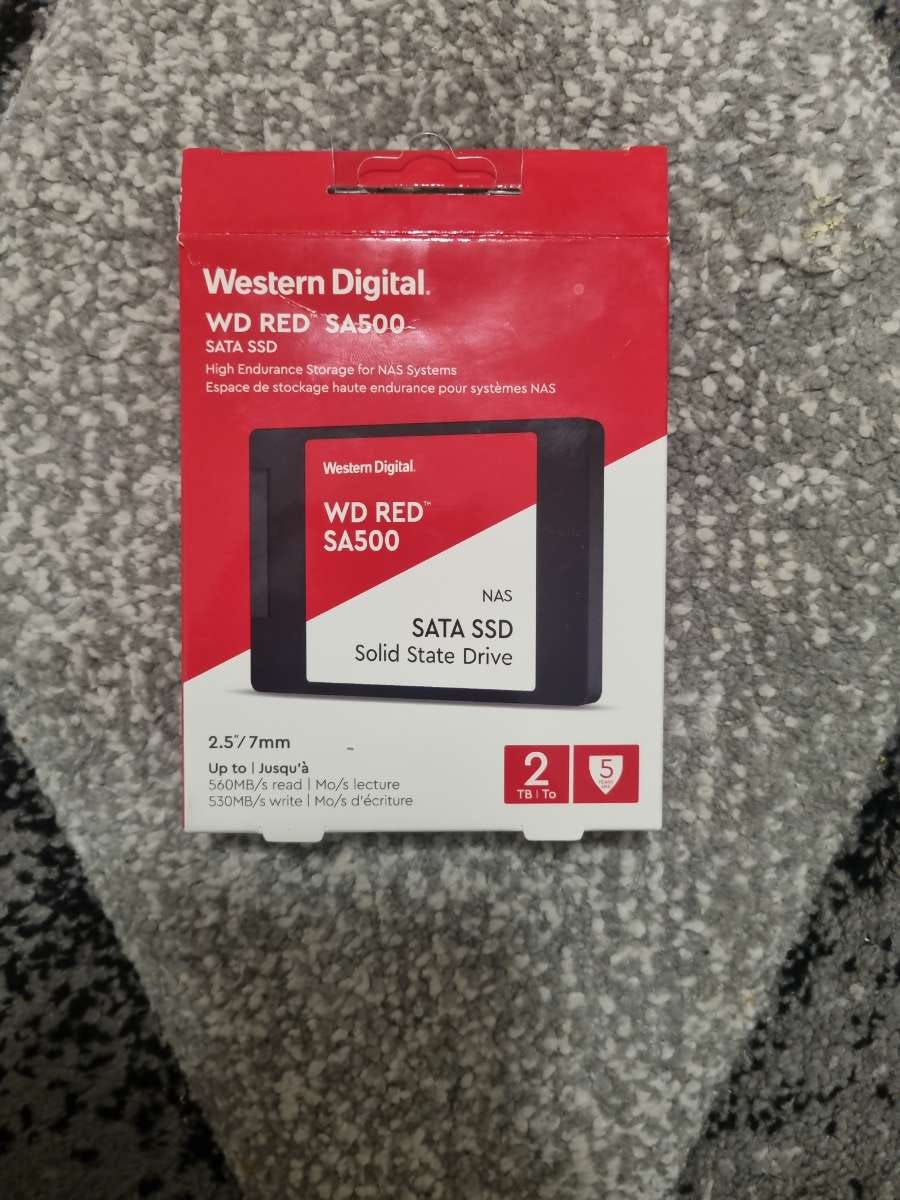 Western Digital.
WD RED™ SA500
SATA SSD
High Endurance Storage for NAS Systems
Espace de stockage haute endurance pour systèmes NAS
Western Digital.
WD RED™
SA500
NAS
SATA SSD
Solid State Drive
2.5"/7mm
Up to | Jusqu'à
560MB/s read | Mo/s lecture
530MB/s write | Mo/s d'écriture
2
TB | To
5